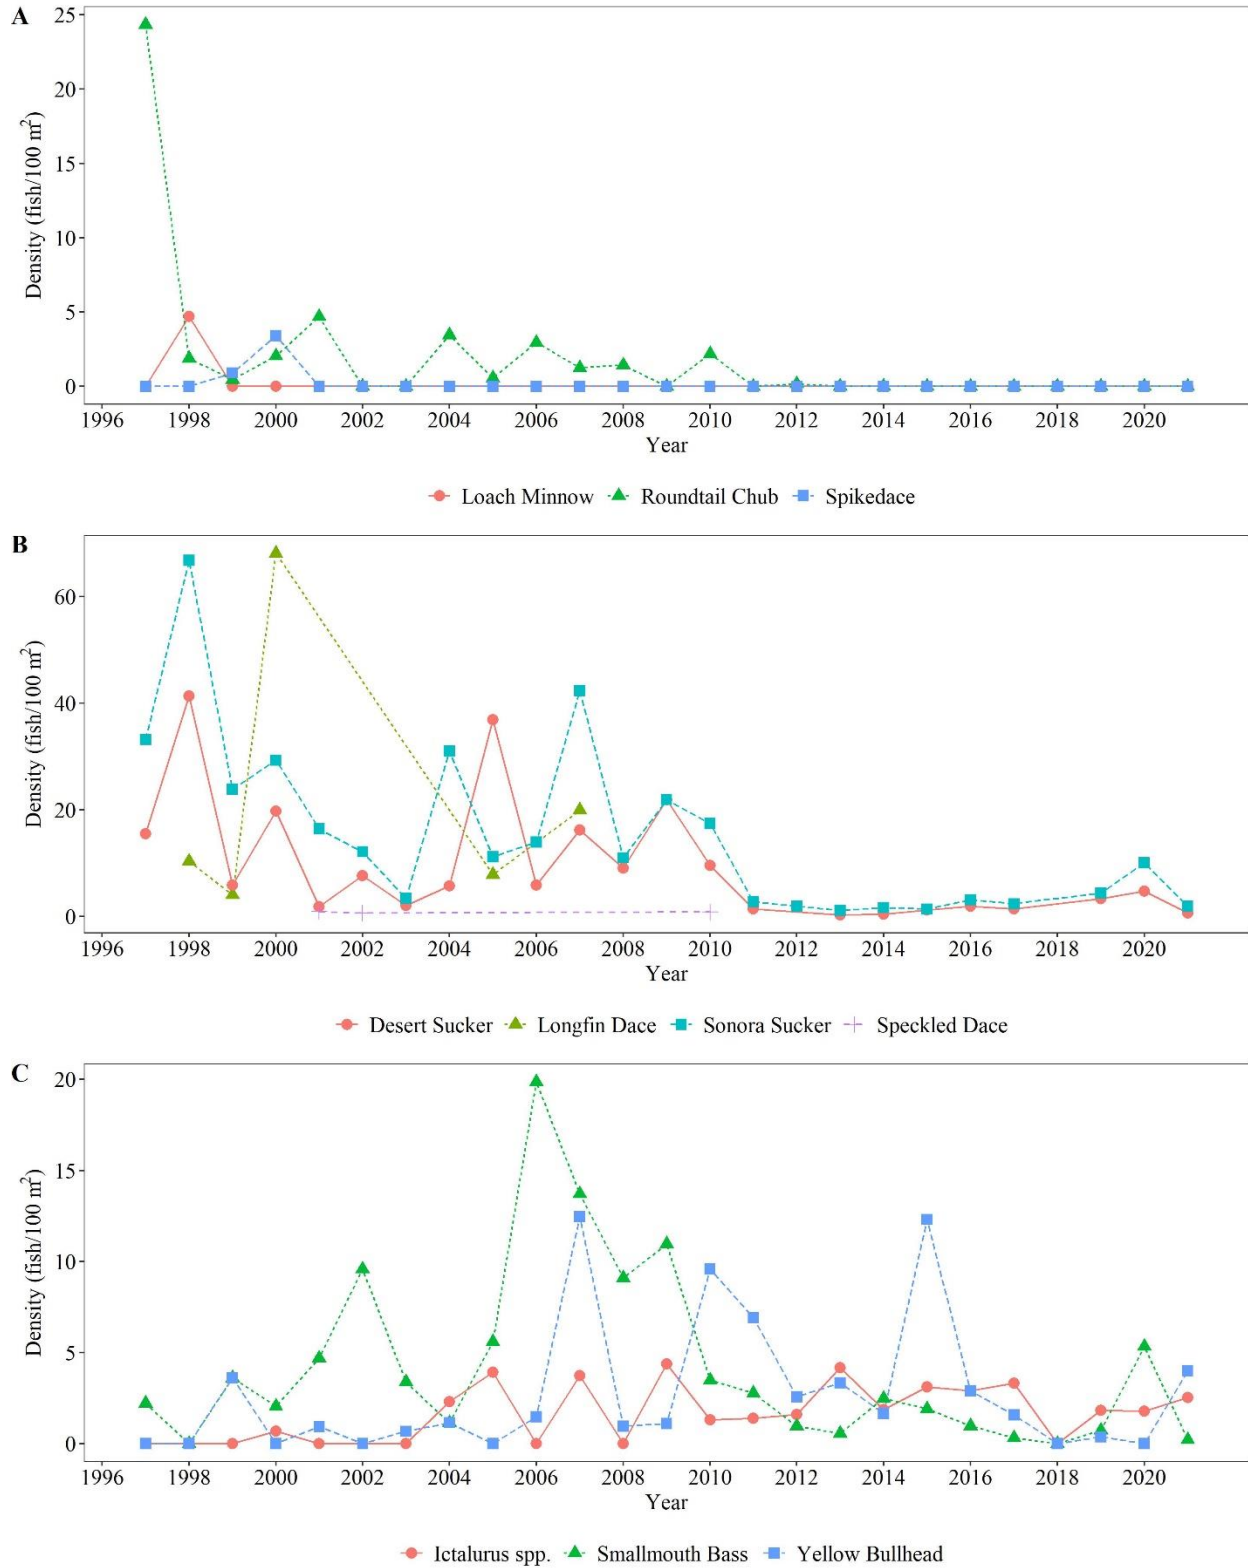 A
25
20
15
10
5
0
Density (fish/100 m²)
1996 1998 2000 2002 2004 2006 2008 2010 2012 2014 2016 2018 2020
Year
Loach Minnow Roundtail Chub Spikedace
B
60
40
20
0
Density (fish/100 m²)
1996 1998 2000 2002 2004 2006 2008 2010 2012 2014 2016 2018 2020
Year
Desert Sucker Longfin Dace Sonora Sucker Speckled Dace
C
20
15
10
5
0
Density (fish/100 m²)
1996 1998 2000 2002 2004 2006 2008 2010 2012 2014 2016 2018 2020
Year
Ictalurus spp. Smallmouth Bass Yellow Bullhead